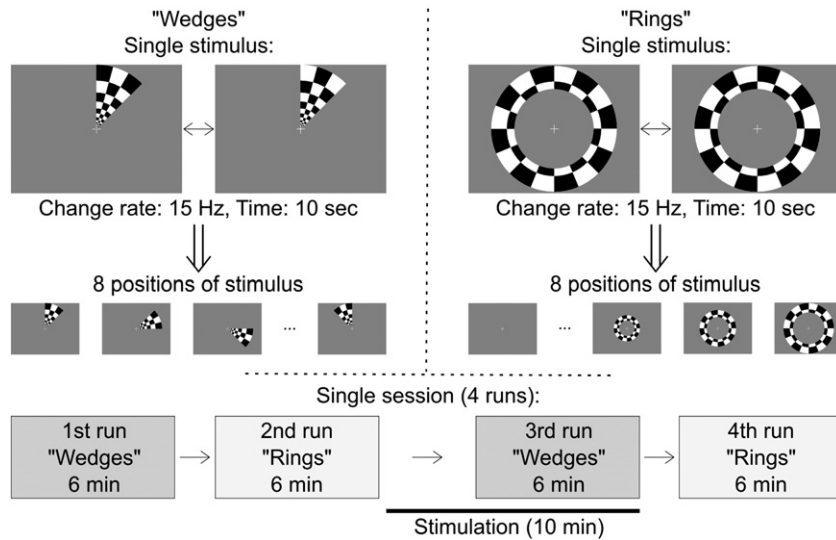 "Wedges"
Single stimulus:
Change rate: 15 Hz, Time: 10 sec
8 positions of stimulus
...
"Rings"
Single stimulus:
Change rate: 15 Hz, Time: 10 sec
8 positions of stimulus
...
Single session (4 runs):
1st run
"Wedges"
6 min
2nd run
"Rings"
6 min
3rd run
"Wedges"
6 min
4th run
"Rings"
6 min
Stimulation (10 min)